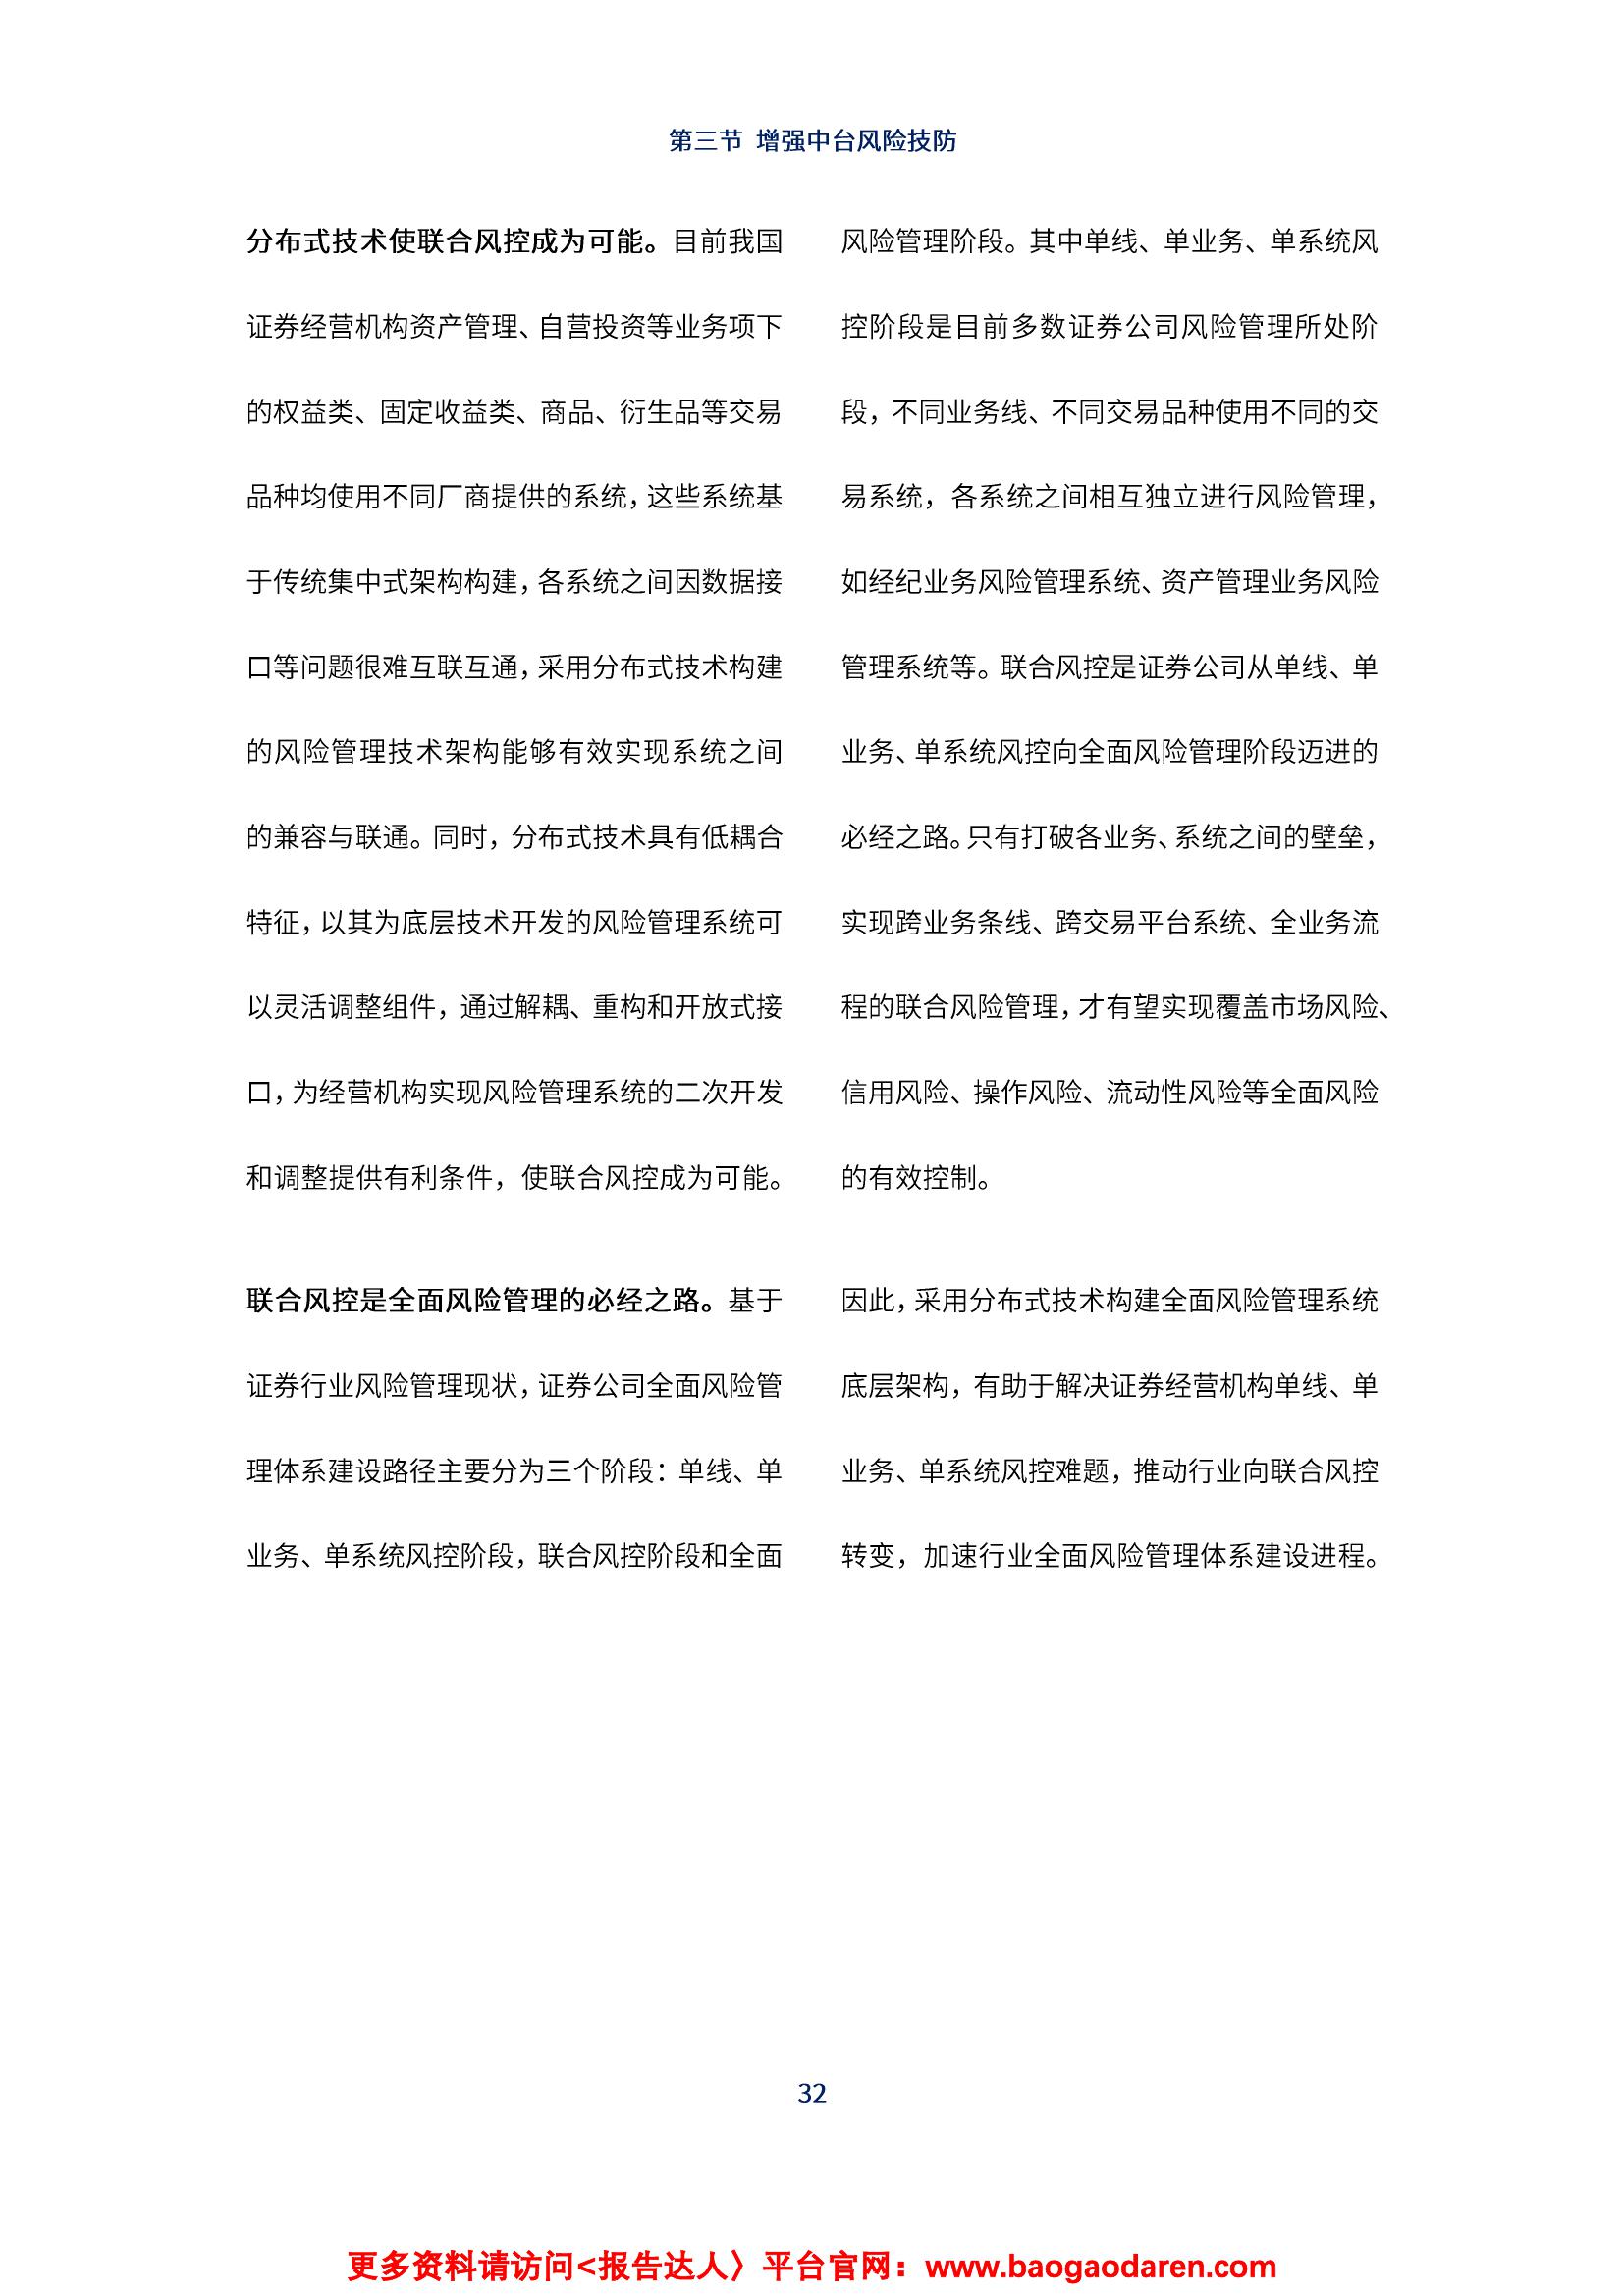 第三节 增强中台风险技防
分布式技术使联合风控成为可能。目前我国
证券经营机构资产管理、自营投资等业务项下
的权益类、固定收益类、商品、衍生品等交易
品种均使用不同厂商提供的系统，这些系统基
于传统集中式架构构建，各系统之间因数据接
口等问题很难互联互通，采用分布式技术构建
的风险管理技术架构能够有效实现系统之间
的兼容与联通。同时，分布式技术具有低耦合
特征，以其为底层技术开发的风险管理系统可
以灵活调整组件，通过解耦、重构和开放式接
口，为经营机构实现风险管理系统的二次开发
和调整提供有利条件，使联合风控成为可能。
联合风控是全面风险管理的必经之路。基于
证券行业风险管理现状，证券公司全面风险管
理体系建设路径主要分为三个阶段：单线、单
业务、单系统风控阶段，联合风控阶段和全面
风险管理阶段。其中单线、单业务、单系统风
控阶段是目前多数证券公司风险管理所处阶
段，不同业务线、不同交易品种使用不同的交
易系统，各系统之间相互独立进行风险管理，
如经纪业务风险管理系统、资产管理业务风险
管理系统等。联合风控是证券公司从单线、单
业务、单系统风控向全面风险管理阶段迈进的
必经之路。只有打破各业务、系统之间的壁垒，
实现跨业务条线、跨交易平台系统、全业务流
程的联合风险管理，才有望实现覆盖市场风险、
信用风险、操作风险、流动性风险等全面风险
的有效控制。
因此，采用分布式技术构建全面风险管理系统
底层架构，有助于解决证券经营机构单线、单
业务、单系统风控难题，推动行业向联合风控
转变，加速行业全面风险管理体系建设进程。
32
更多资料请访问<报告达人〉平台官网：www.baogaodaren.com